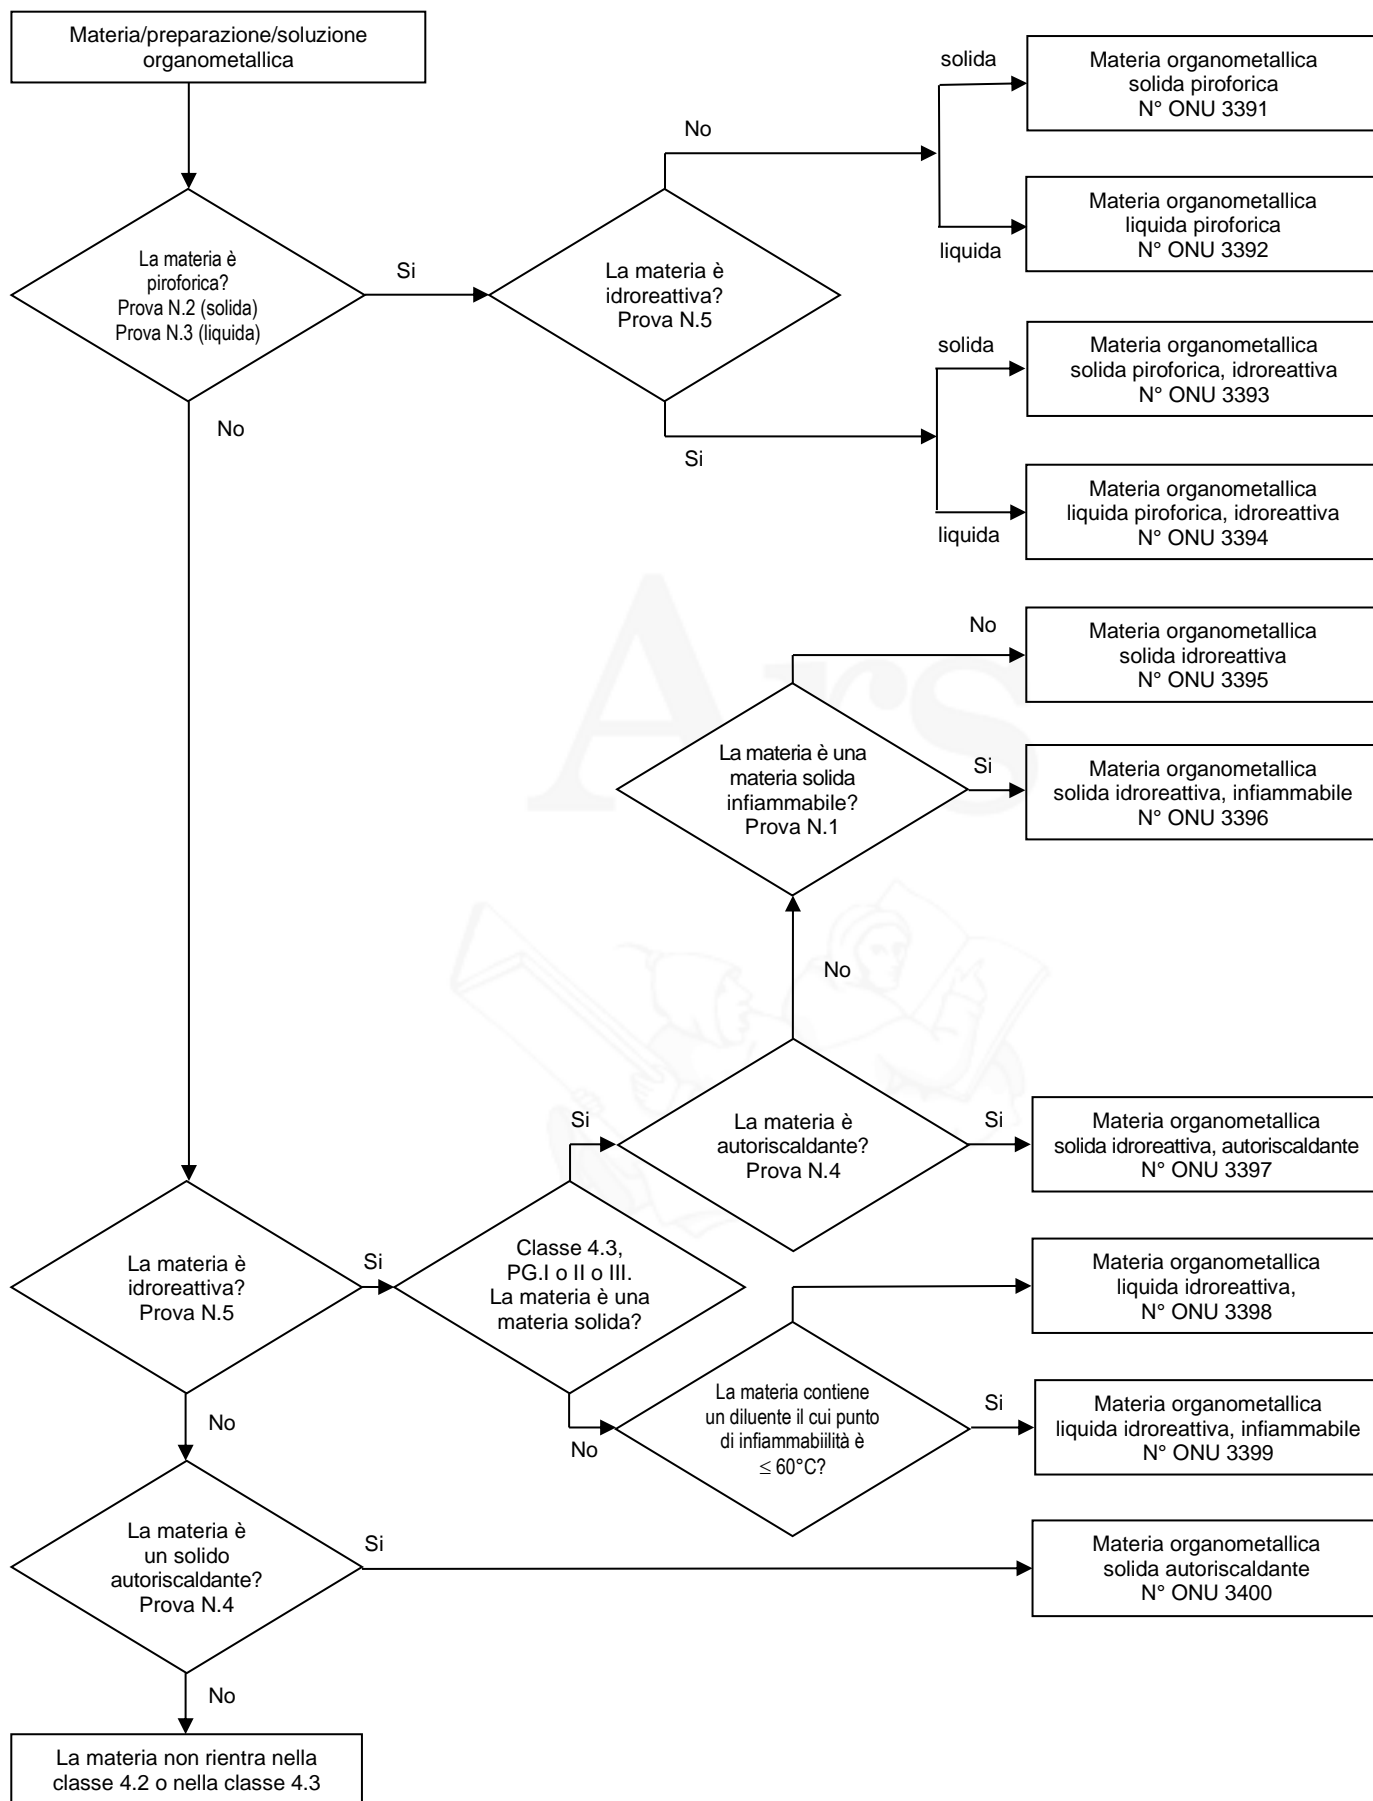 Materia/preparazione/soluzione
organometallica
solida
Materia organometallica
solida piroforica
N° ONU 3391
No
Materia organometallica
liquida piroforica
N° ONU 3392
liquida
La materia è
piroforica?
Prova N.2 (solida)
Prova N.3 (liquida)
Si
La materia è
idroreattiva?
Prova N.5
solida
Materia organometallica
solida piroforica, idroreattiva
N° ONU 3393
No
Si
Materia organometallica
liquida piroforica, idroreattiva
N° ONU 3394
liquida
Ars
No
Materia organometallica
solida idroreattiva
N° ONU 3395
La materia è una
materia solida
infiammabile?
Prova N.1
Si
Materia organometallica
solida idroreattiva, infiammabile
N° ONU 3396
No
Si
La materia è
autoriscaldante?
Prova N.4
Si
Materia organometallica
solida idroreattiva, autoriscaldante
N° ONU 3397
La materia è
idroreattiva?
Prova N.5
Si
Classe 4.3,
PG.I o II o III.
La materia è una
materia solida?
Materia organometallica
liquida idroreattiva,
N° ONU 3398
No
No
La materia contiene
un diluente il cui punto
di infiammabiilità è
≤ 60°C?
Si
Materia organometallica
liquida idroreattiva, infiammabile
N° ONU 3399
La materia è
un solido
autoriscaldante?
Prova N.4
Si
Materia organometallica
solida autoriscaldante
N° ONU 3400
No
La materia non rientra nella
classe 4.2 o nella classe 4.3